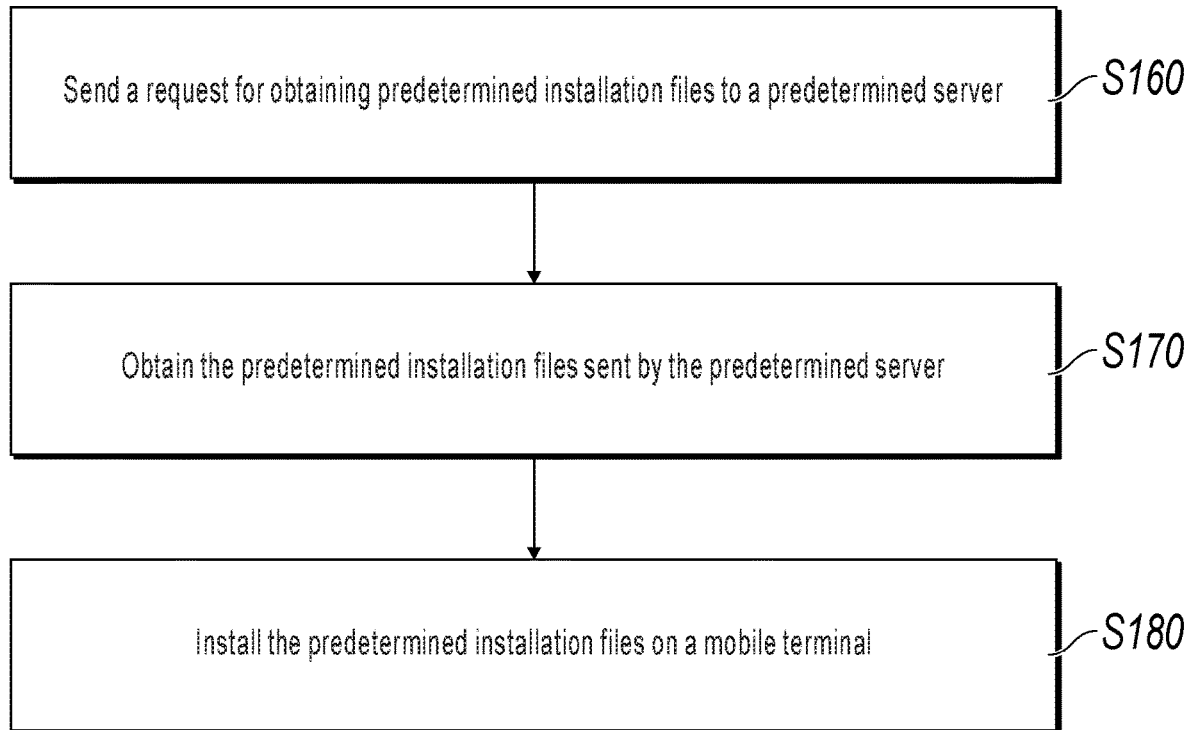 Send a request for obtaining predetermined installation files to a predetermined server
S160
Obtain the predetermined installation files sent by the predetermined server
S170
Install the predetermined installation files on a mobile terminal
S180